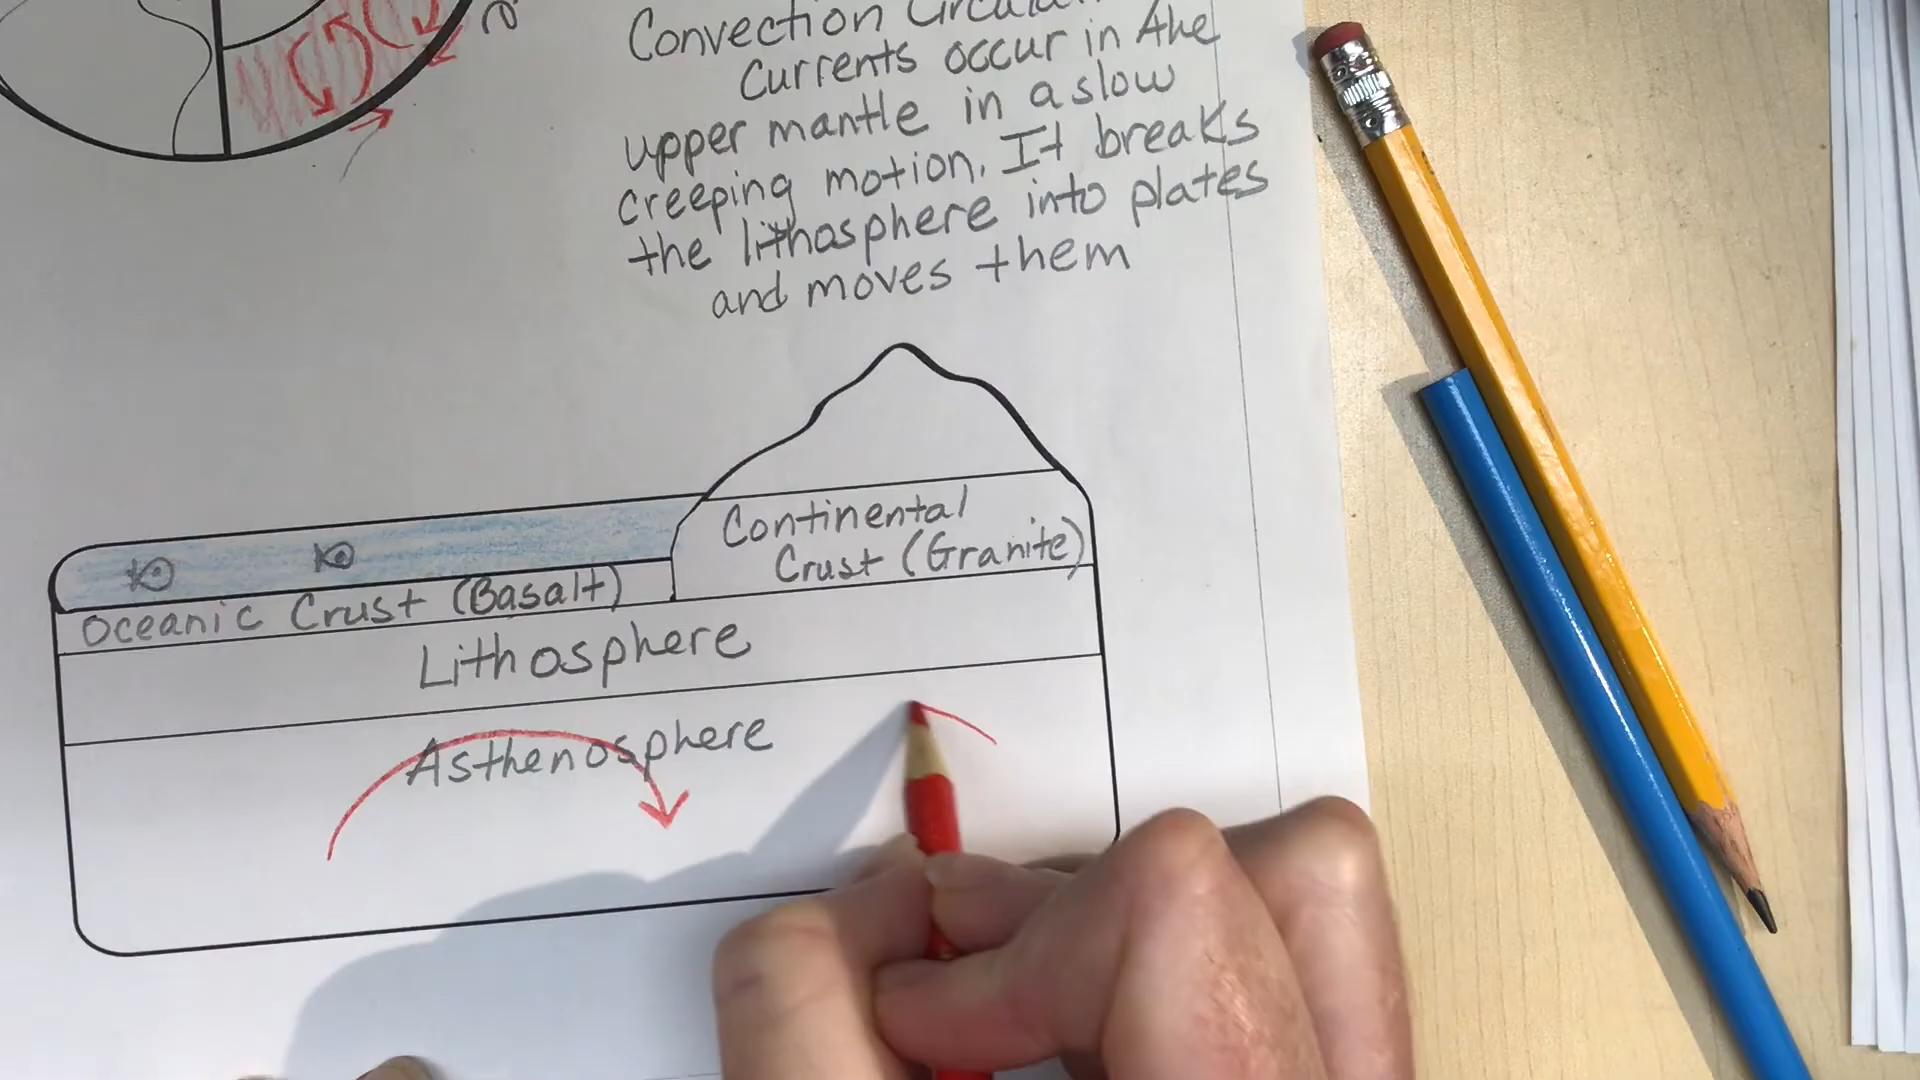 Convection
Currents occur in the
upper mantle in a slow
creeping motion. It breaks
the lithosphere into plates
and moves them
Continental
Crust (Granite)
Oceanic Crust (Basalt)
Lithosphere
Asthenosphere